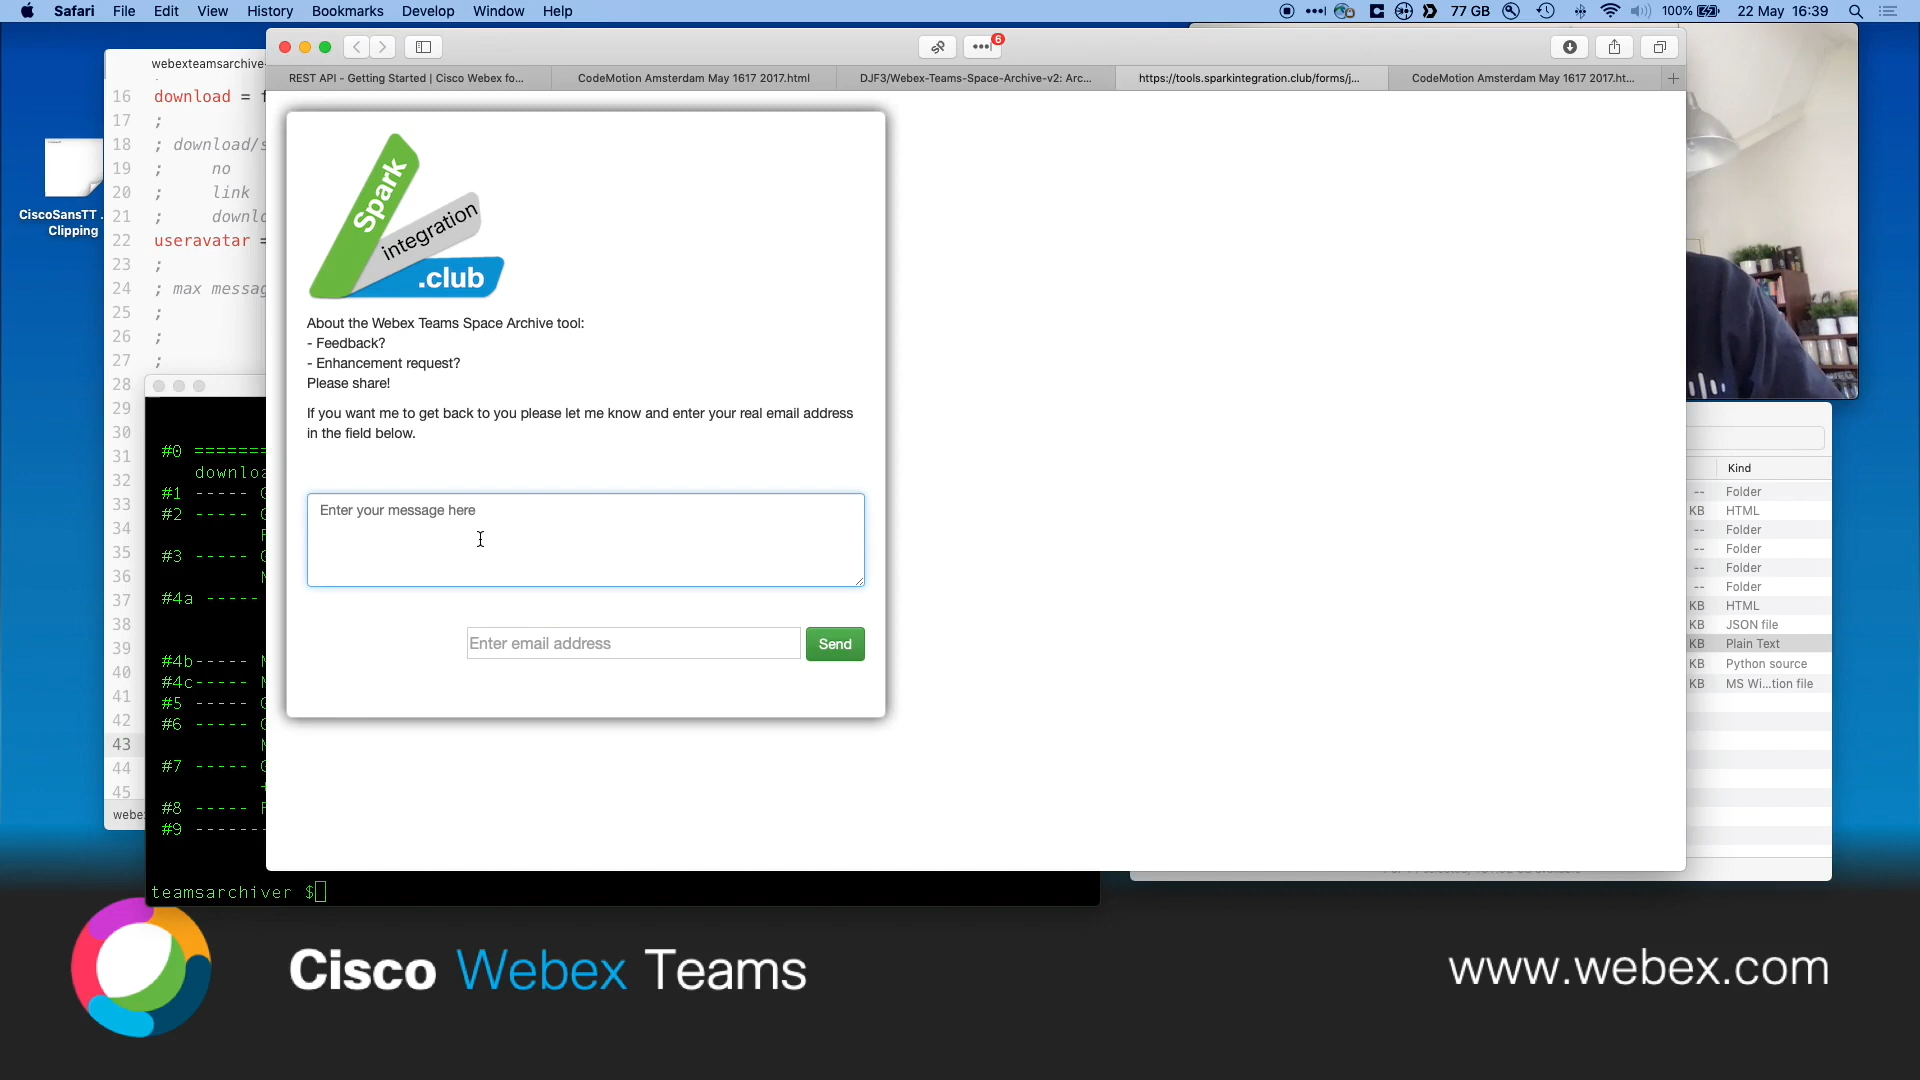 Safari File Edit View History Bookmarks Develop Window Help
77 GB 100% 22 May 16:39
6
REST API - Getting Started | Cisco Webex fo...
CodeMotion Amsterdam May 1617 2017.html
DJF3/Webex-Teams-Space-Archive-v2: Arc...
https://tools.sparkintegration.club/forms/j...
CodeMotion Amsterdam May 1617 2017.ht...
CiscoSansTT .
Clipping
webexteamsarchive
16 download =
17 ;
18 ; download/
19 ; no
20 ; link
21 ; downlo
22 useravatar =
23 ;
24 ; max messag
25 ;
26 ;
27 ;
28
29
30
31
32
33
34
35
36
37
38
39
40
41
42
43
44
45
webex
#0 =======
downloa
#1 -----
#2 -----
#3 -----
#4a -----
#4b-----
#4c-----
#5 -----
#6 -----
#7 -----
#8 -----
#9 -------
teamsarchiver $
Spark
integration
.club
About the Webex Teams Space Archive tool:
- Feedback?
- Enhancement request?
Please share!
If you want me to get back to you please let me know and enter your real email address
in the field below.
Enter your message here
Enter email address
Send
Kind
-- Folder
KB HTML
-- Folder
-- Folder
-- Folder
-- Folder
KB HTML
KB JSON file
KB Plain Text
KB Python source
KB MS Wi...tion file
Cisco Webex Teams
www.webex.com